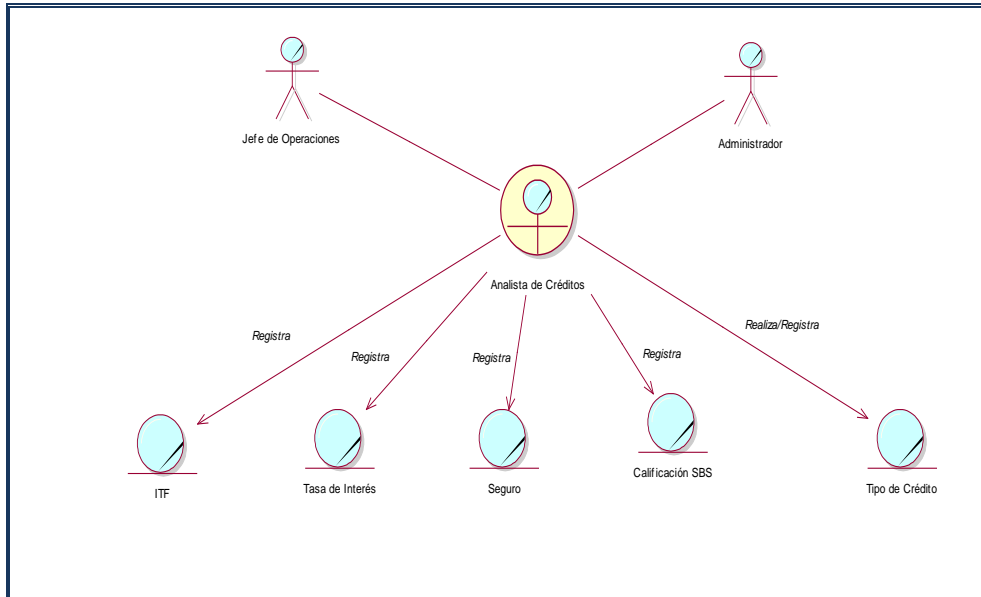 Jefe de Operaciones
Administrador
Analista de Créditos
Registra
Registra
Registra
Registra
Realiza/Registra
ITF
Tasa de Interés
Seguro
Calificación SBS
Tipo de Crédito